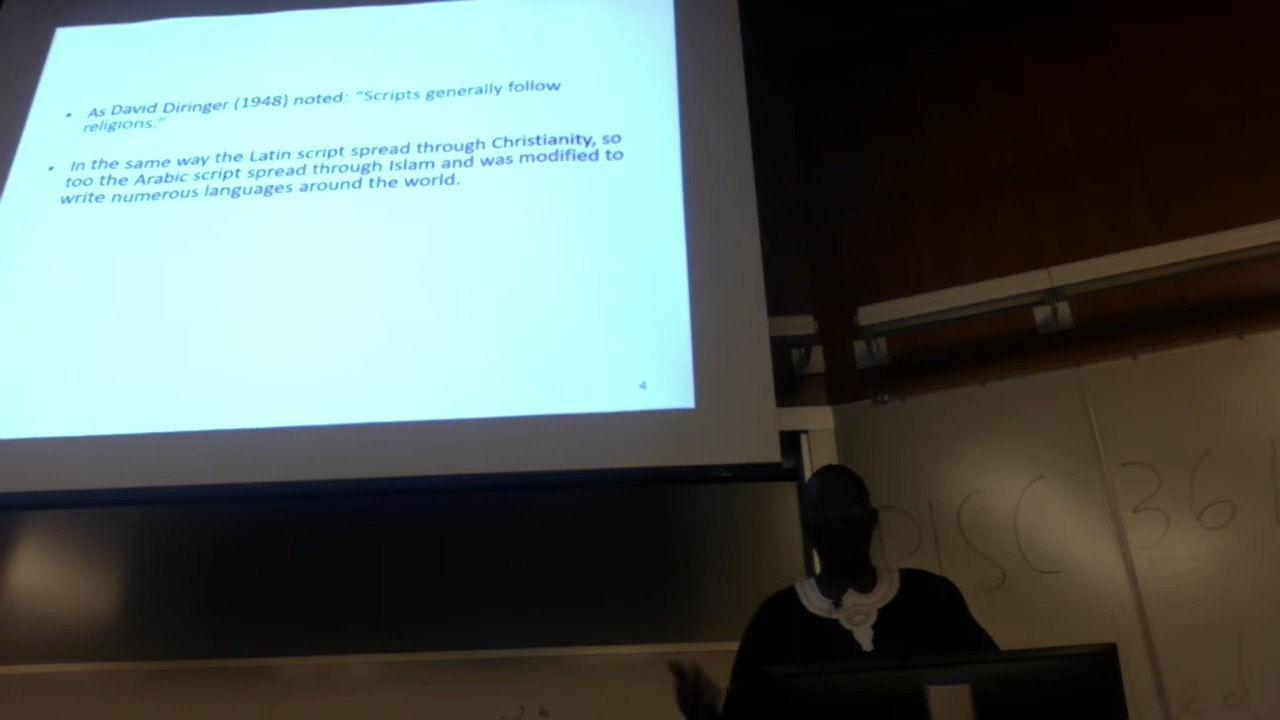 • As David Diringer (1948) noted: “Scripts generally follow
religions.”
• In the same way the Latin script spread through Christianity, so
too the Arabic script spread through Islam and was modified to
write numerous languages around the world.
4
DISC 36